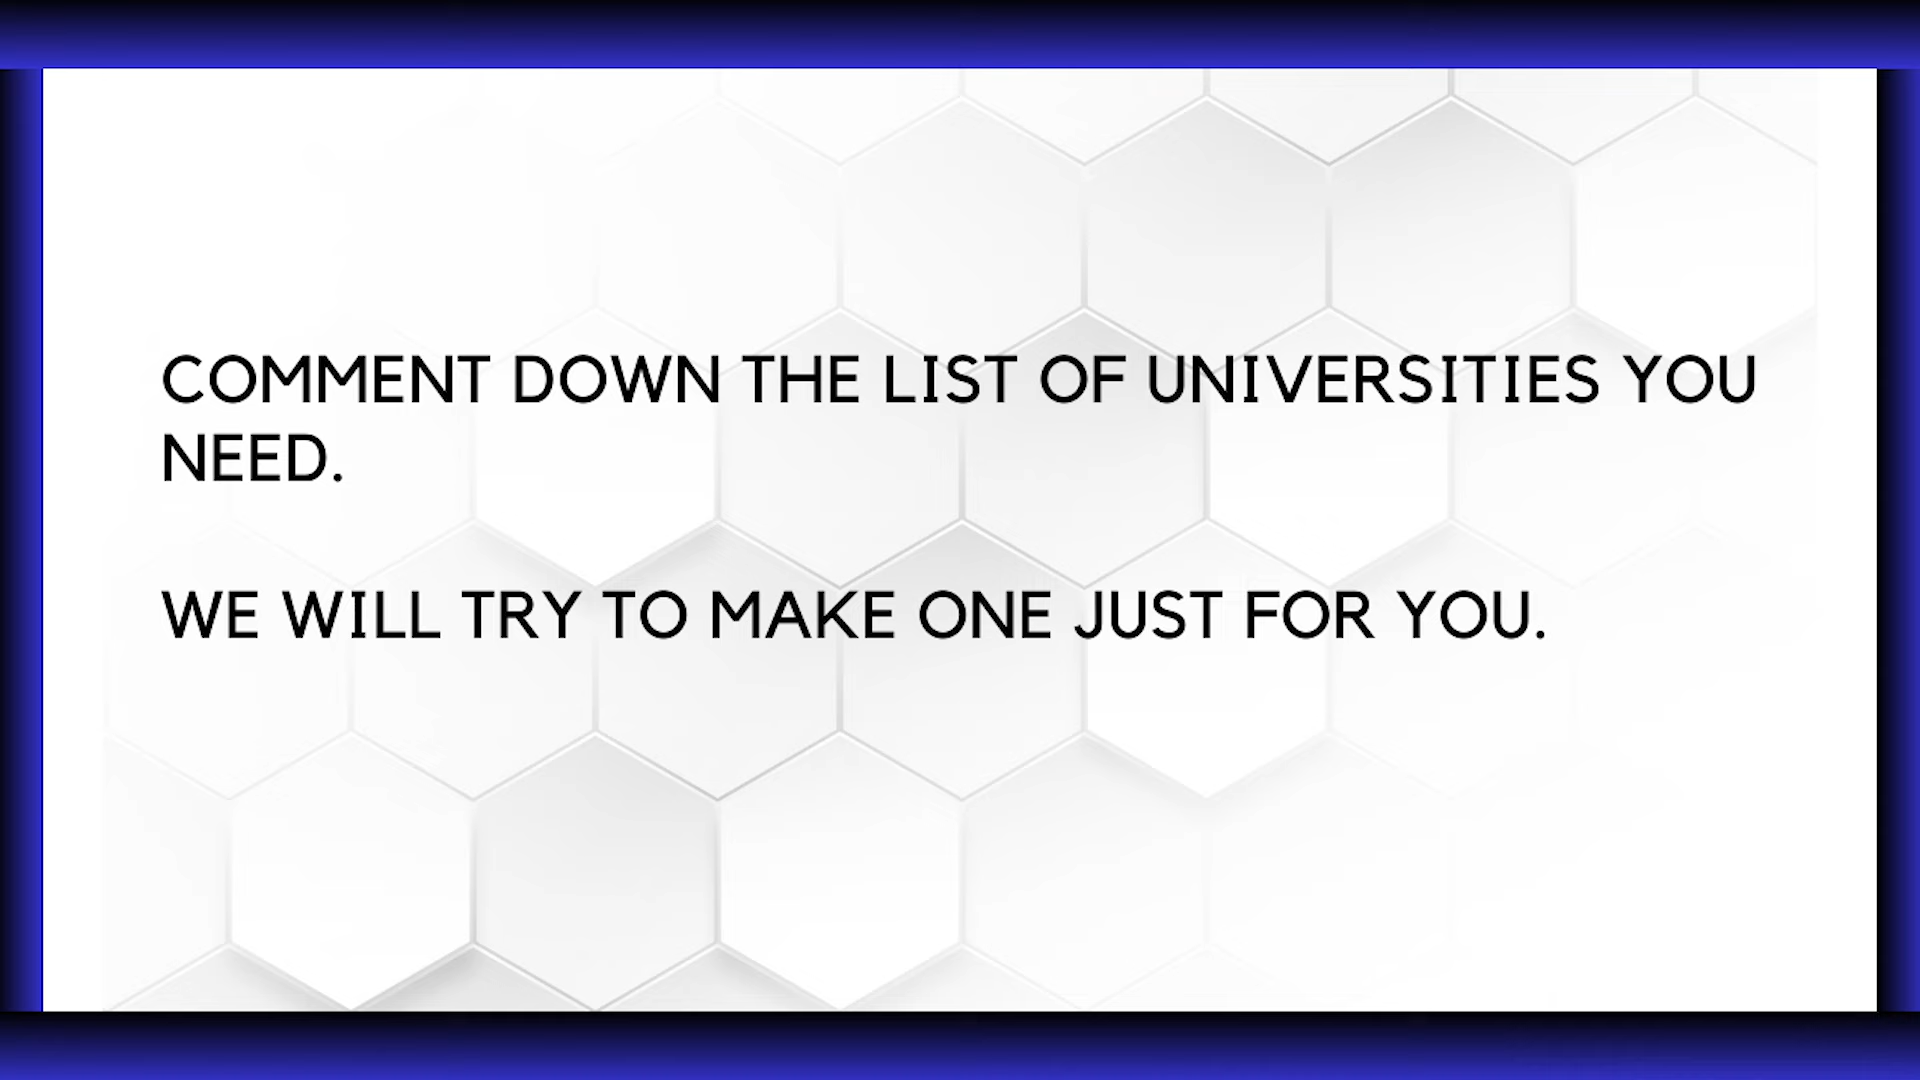 COMMENT DOWN THE LIST OF UNIVERSITIES YOU
NEED.
WE WILL TRY TO MAKE ONE JUST FOR YOU.